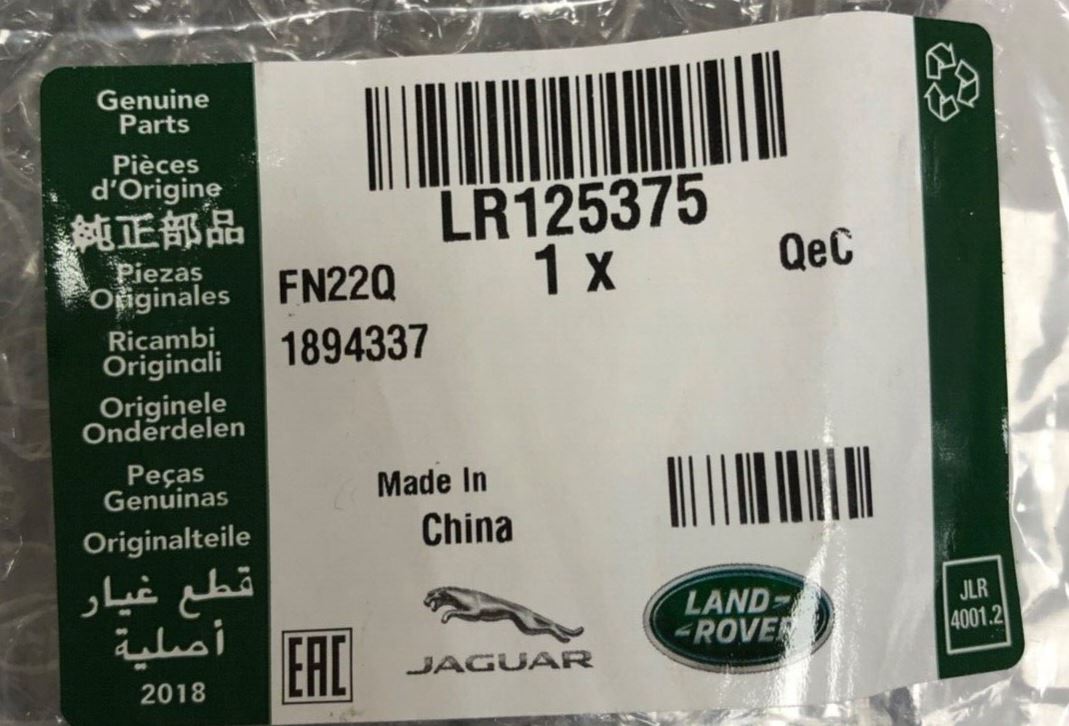 Genuine
Parts
Pièces
d'Origine
純正部品
Piezas
Originales
Ricambi
Originali
Originele
Onderdelen
Peças
Genuinas
Originalteile
قطع غيار
أصلية
2018
LR125375
1 x
QeC
FN22Q
1894337
Made In
China
EAC
JAGUAR
LAND-
-ROVER
JLR
4001.2